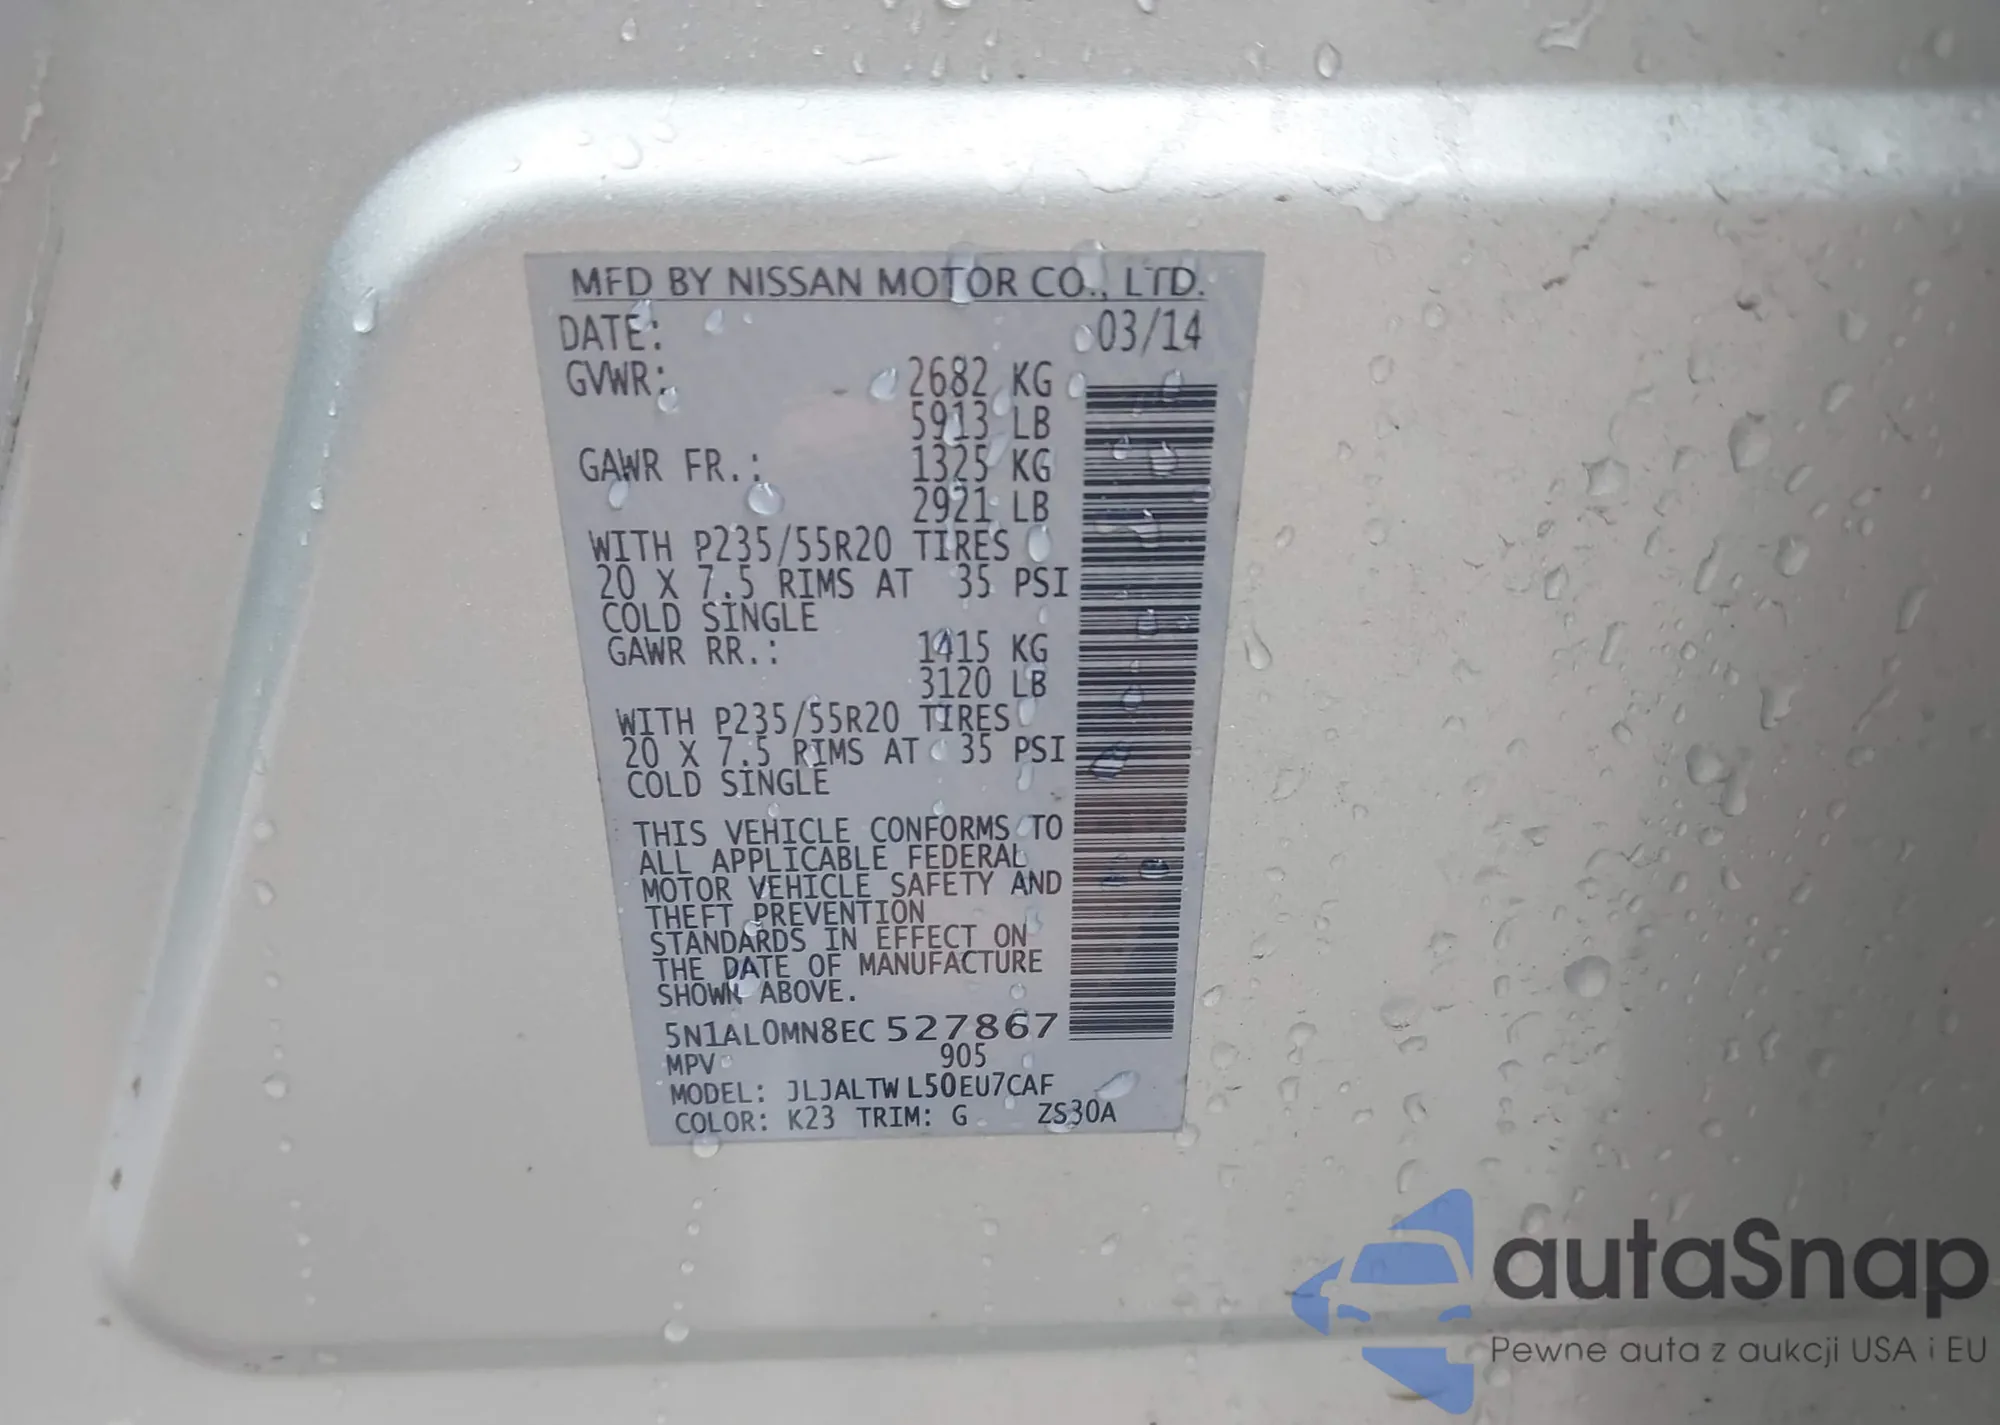 MFD BY NISSAN MOTOR CO., LTD.
DATE: 03/14
GVWR: 2682 KG
5913 LB
GAWR FR.: 1325 KG
2921 LB
WITH P235/55R20 TIRES
20 X 7.5 RIMS AT 35 PSI
COLD SINGLE
GAWR RR.: 1415 KG
3120 LB
WITH P235/55R20 TIRES
20 X 7.5 RIMS AT 35 PSI
COLD SINGLE
THIS VEHICLE CONFORMS TO
ALL APPLICABLE FEDERAL
MOTOR VEHICLE SAFETY AND
THEFT PREVENTION
STANDARDS IN EFFECT ON
THE DATE OF MANUFACTURE
SHOWN ABOVE.
5N1AL0MN8EC 527867
MPV 905
MODEL: JLJALTW L50EU7CAF
COLOR: K23 TRIM: G ZS30A
autaSnap
Pewne auta z aukcji USA i EU